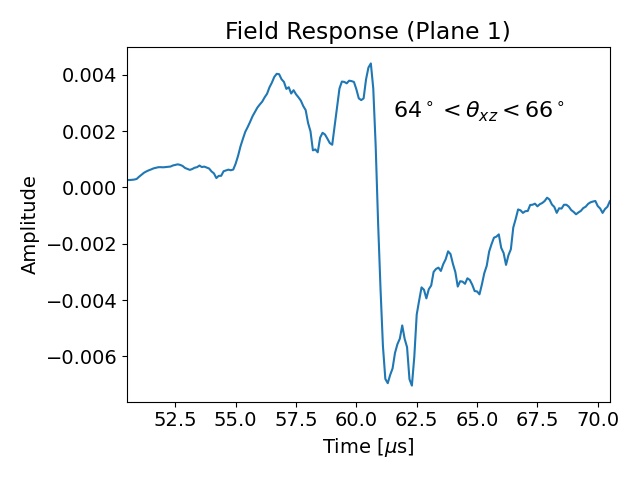 Field Response (Plane 1)
0.004
64° < θxz < 66°
0.002
0.000
Amplitude
−0.002
−0.004
−0.006
52.5 55.0 57.5 60.0 62.5 65.0 67.5 70.0
Time [μs]